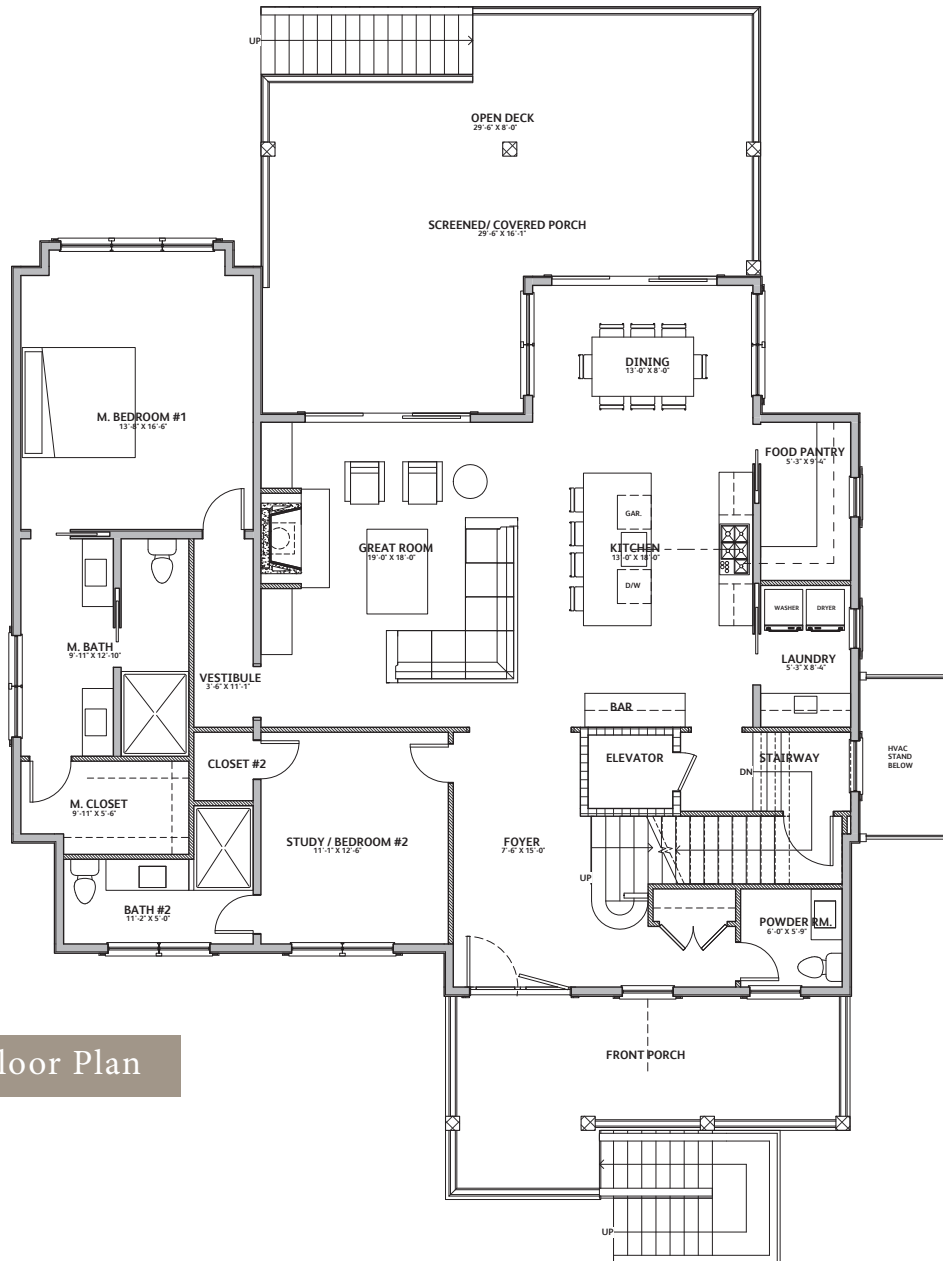 UP
OPEN DECK
29'-6" X 8'-0"
SCREENED/ COVERED PORCH
29'-6" X 16'-1"
DINING
13'-0" X 8'-0"
M. BEDROOM #1
13'-8" X 16'-6"
FOOD PANTRY
5'-3" X 9'-4"
GAR.
GREAT ROOM
19'-0" X 18'-0"
KITCHEN
13'-0" X 18'-0"
D/W
WASHER
DRYER
M. BATH
9'-11" X 12'-10"
LAUNDRY
5'-3" X 8'-4"
VESTIBULE
3'-6" X 11'-1"
BAR
CLOSET #2
ELEVATOR
STAIRWAY
DN
HVAC
STAND
BELOW
M. CLOSET
9'-11" X 5'-6"
STUDY / BEDROOM #2
11'-1" X 12'-6"
FOYER
7'-6" X 15'-0"
UP
BATH #2
11'-2" X 5'-0"
POWDER RM.
6'-0" X 5'-9"
loor Plan
FRONT PORCH
UP